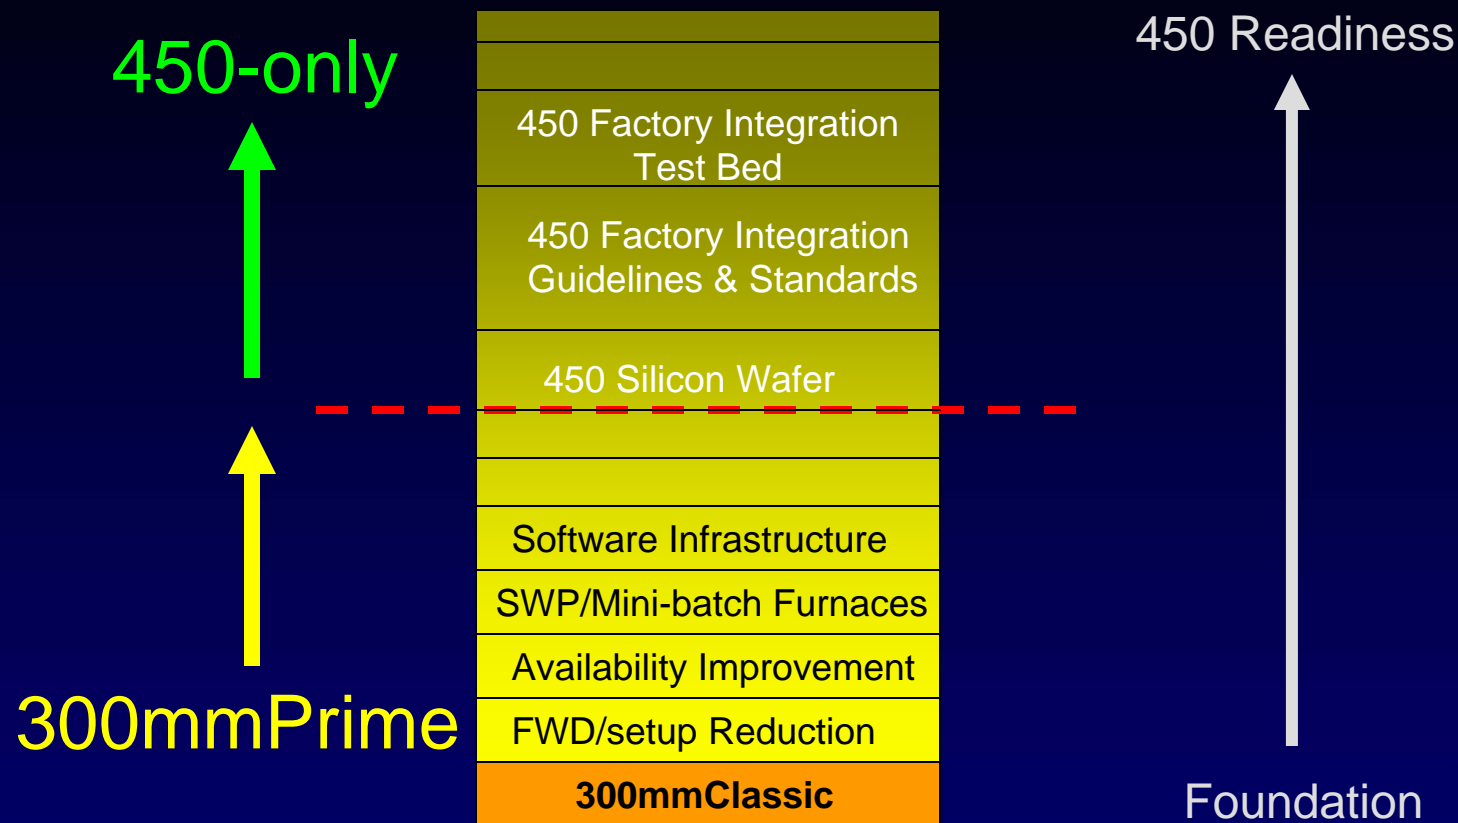 450-only
450 Readiness
450 Factory Integration
Test Bed
450 Factory Integration
Guidelines & Standards
450 Silicon Wafer
Software Infrastructure
SWP/Mini-batch Furnaces
Availability Improvement
FWD/setup Reduction
300mmPrime
300mmClassic
Foundation